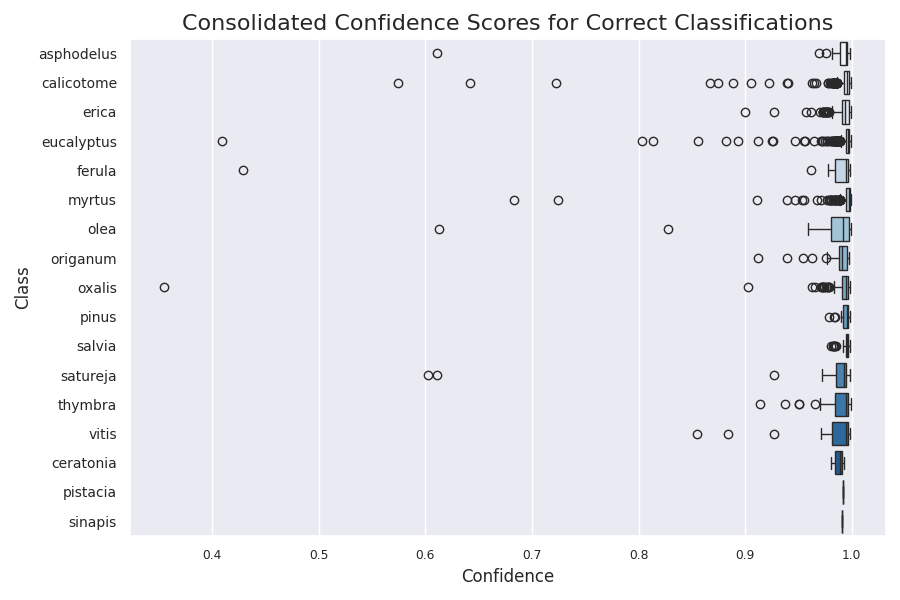 Consolidated Confidence Scores for Correct Classifications
asphodelus
calicotome
erica
eucalyptus
ferula
myrtus
olea
origanum
oxalis
pinus
salvia
satureja
thymbra
vitis
ceratonia
pistacia
sinapis
Class
0.4 0.5 0.6 0.7 0.8 0.9 1.0
Confidence